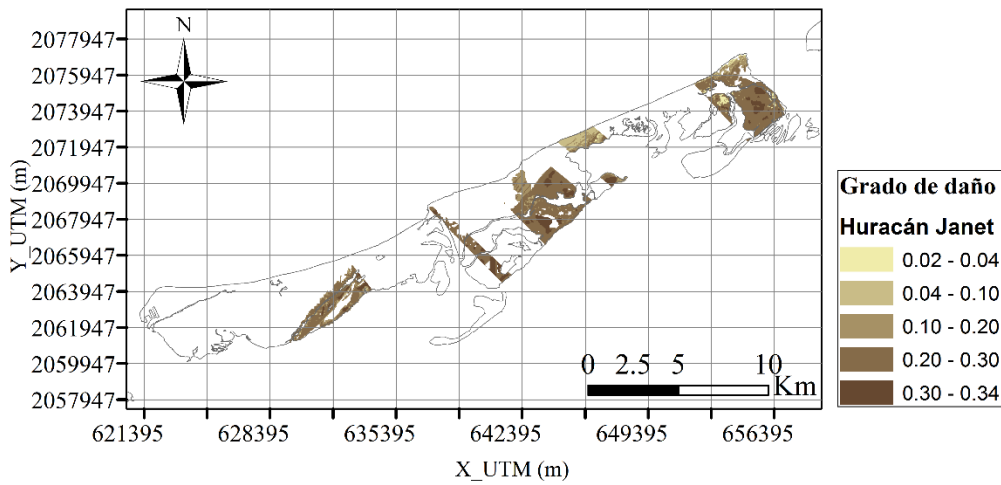 N
2077947
2075947
2073947
2071947
2069947
2067947
2065947
2063947
2061947
2059947
2057947
Y_UTM (m)
621395 628395 635395 642395 649395 656395
X_UTM (m)
0 2.5 5 10
Km
Grado de daño
Huracán Janet
0.02 - 0.04
0.04 - 0.10
0.10 - 0.20
0.20 - 0.30
0.30 - 0.34